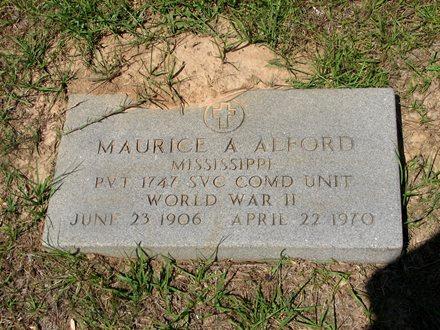 MAURICE A ALFORD
MISSISSIPPI
PVT 1747 SVC COMD UNIT
WORLD WAR II
JUNE 23 1906 APRIL 22 1970